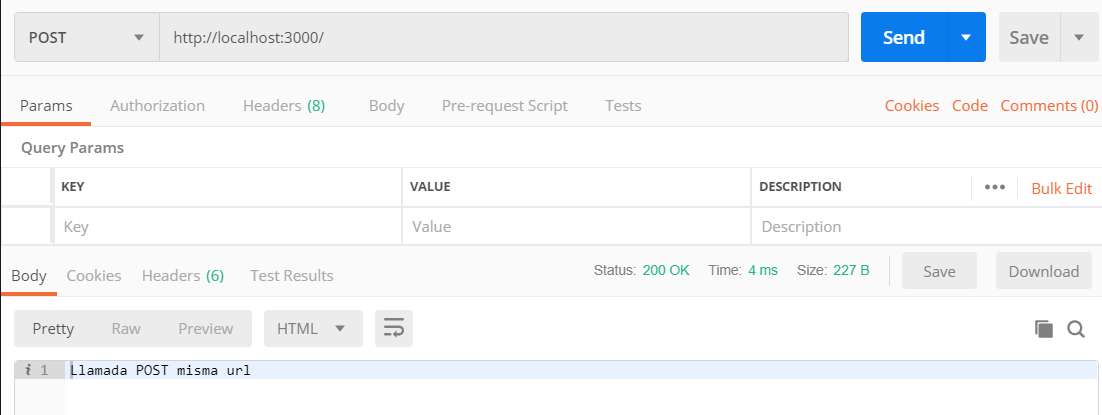 POST http://localhost:3000/ Send Save
Params Authorization Headers (8) Body Pre-request Script Tests Cookies Code Comments (0)
Query Params
KEY VALUE DESCRIPTION ••• Bulk Edit
Key Value Description
Body Cookies Headers (6) Test Results Status: 200 OK Time: 4 ms Size: 227 B Save Download
Pretty Raw Preview HTML
i 1 Llamada POST misma url